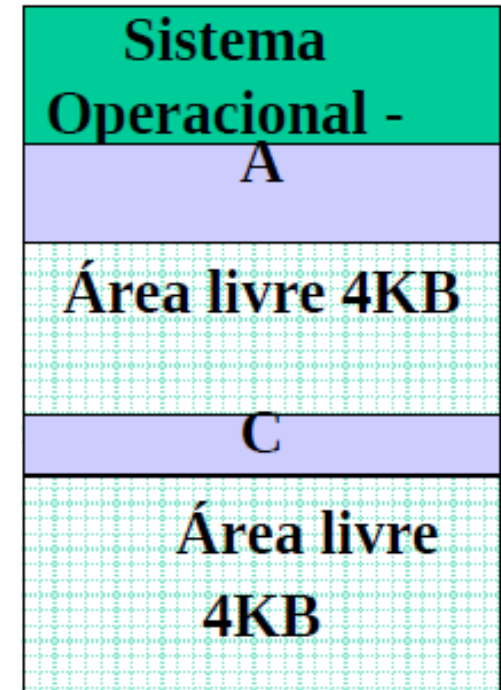 Sistema
Operacional -
A
Área livre 4KB
C
Área livre
4KB